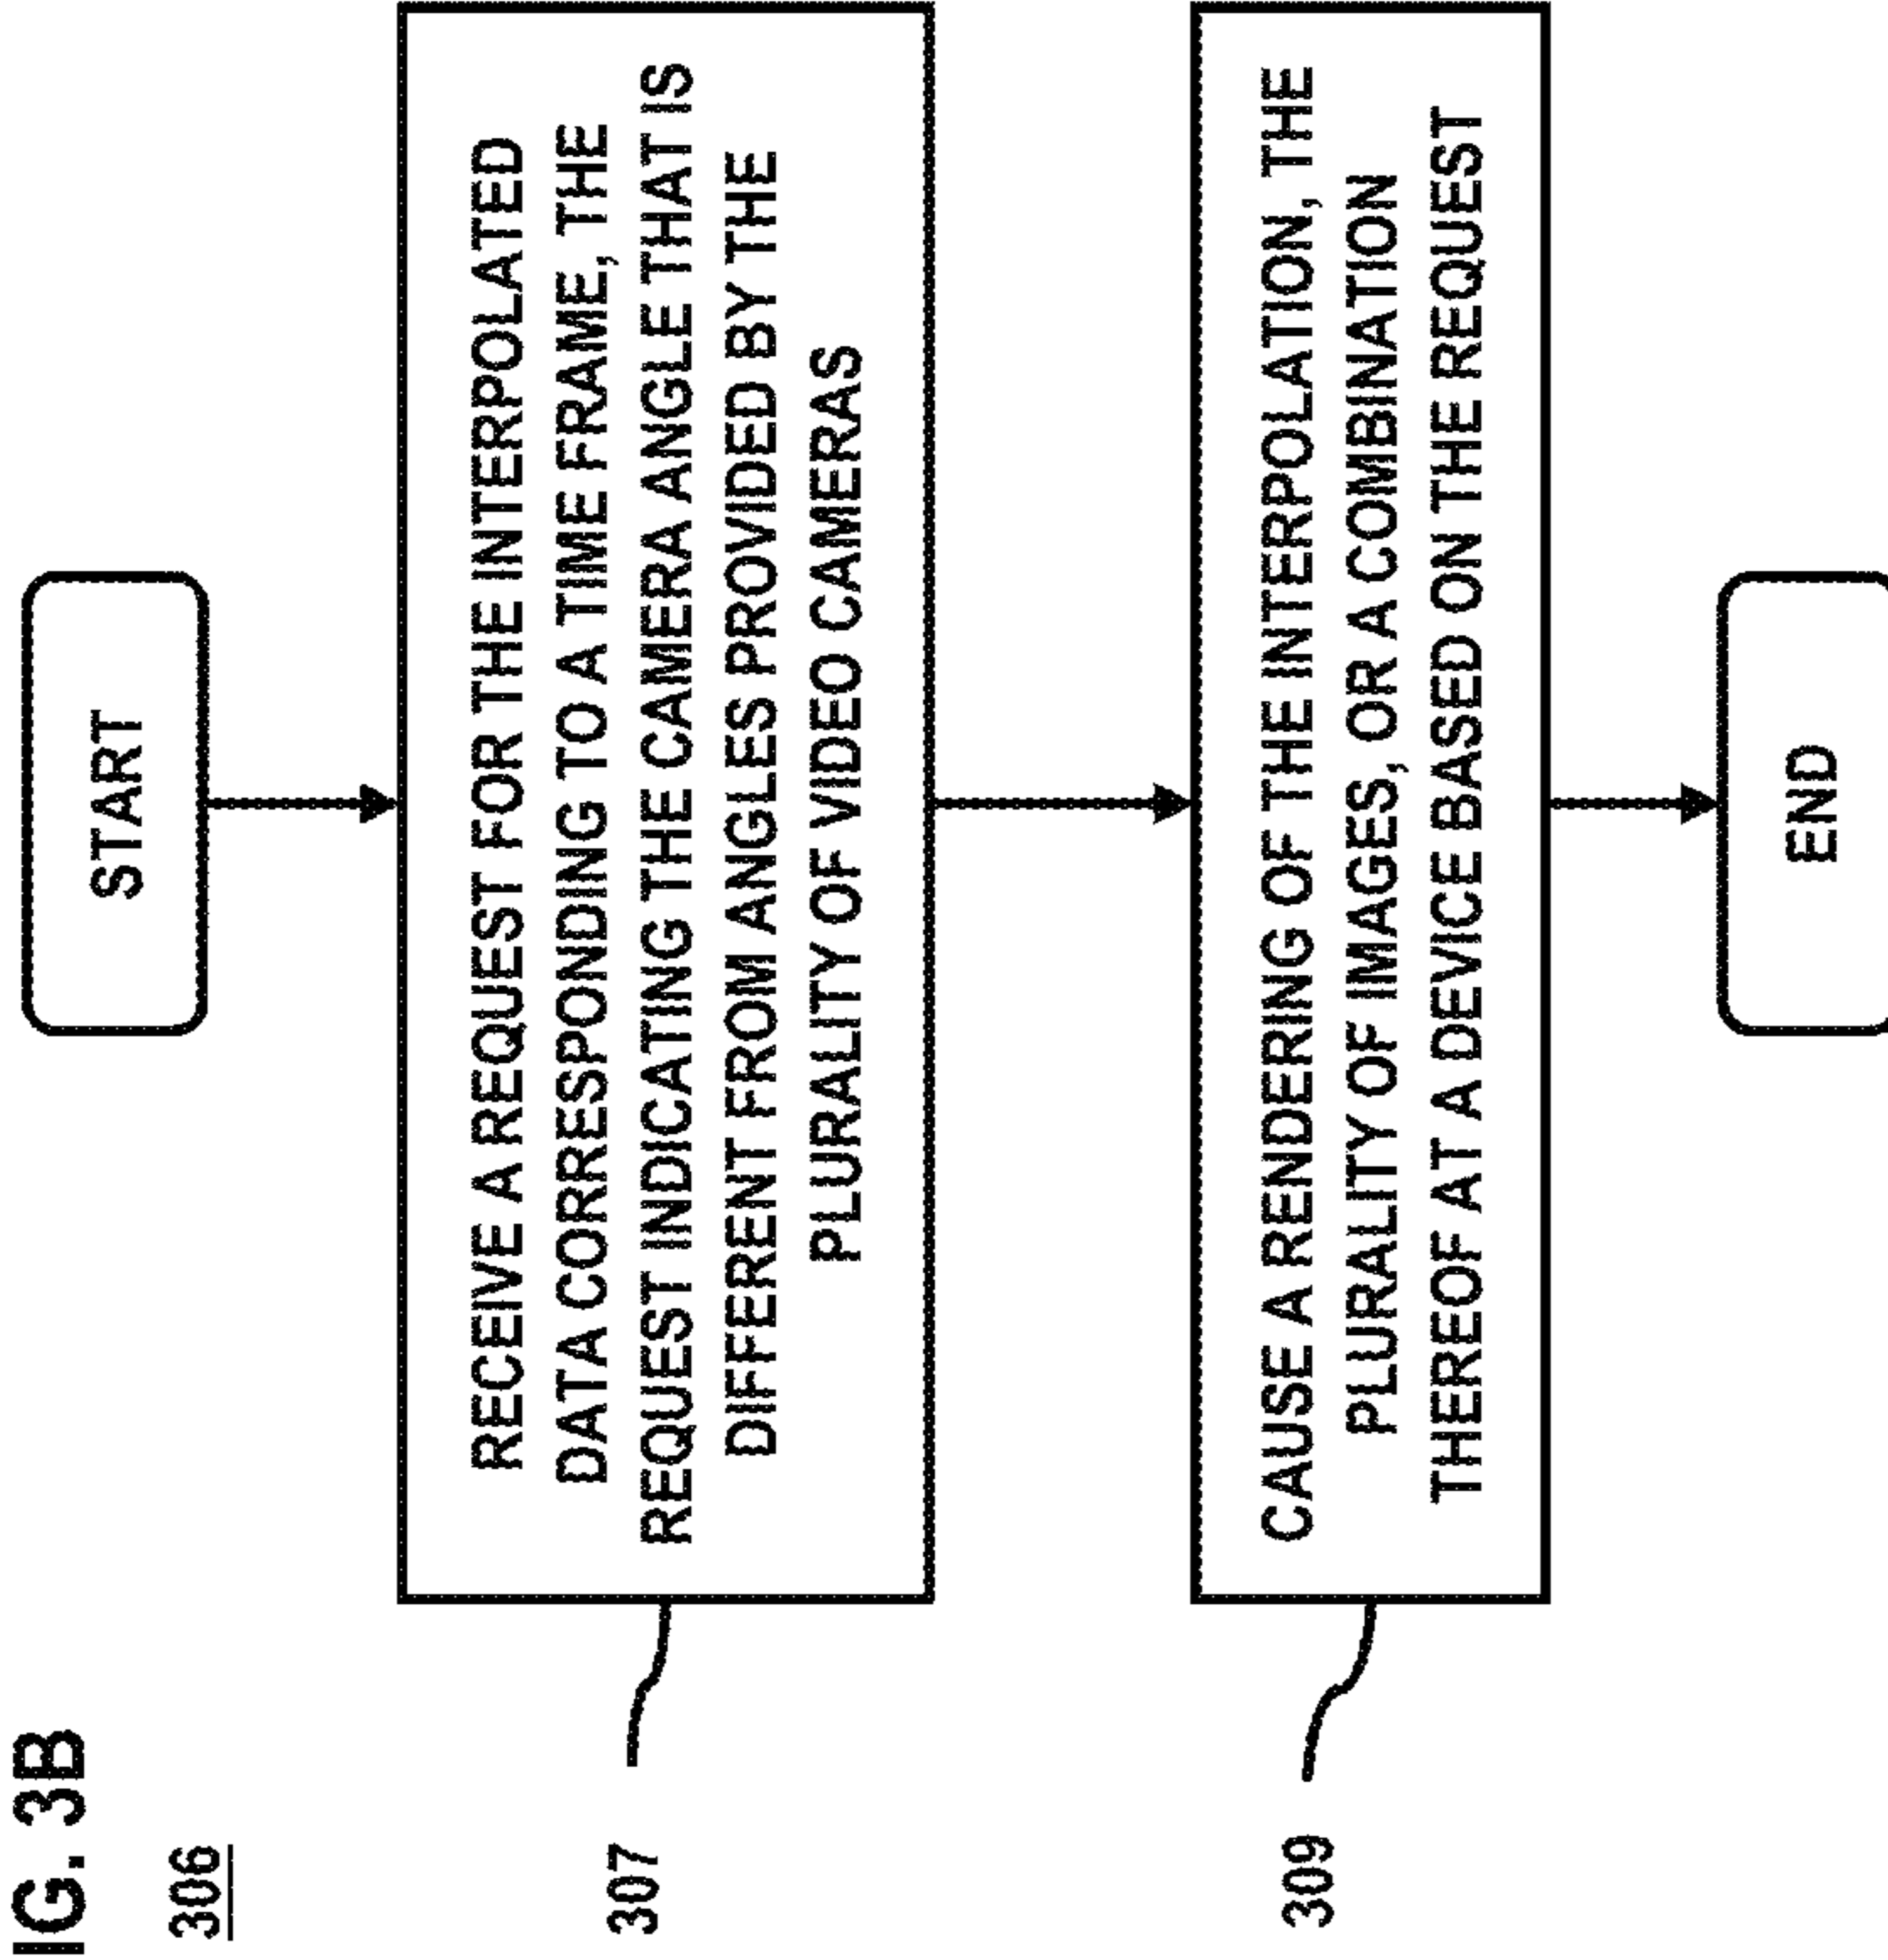 IG. 3B
306
START
RECEIVE A REQUEST FOR THE INTERPOLATED
DATA CORRESPONDING TO A TIME FRAME, THE
REQUEST INDICATING THE CAMERA ANGLE THAT IS
DIFFERENT FROM ANGLES PROVIDED BY THE
PLURALITY OF VIDEO CAMERAS
307
CAUSE A RENDERING OF THE INTERPOLATION, THE
PLURALITY OF IMAGES, OR A COMBINATION
THEREOF AT A DEVICE BASED ON THE REQUEST
309
END